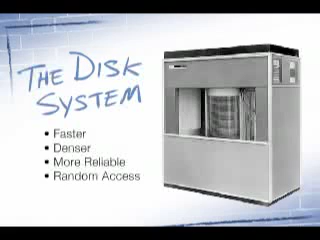 THE DISK
SYSTEM
• Faster
• Denser
• More Reliable
• Random Access